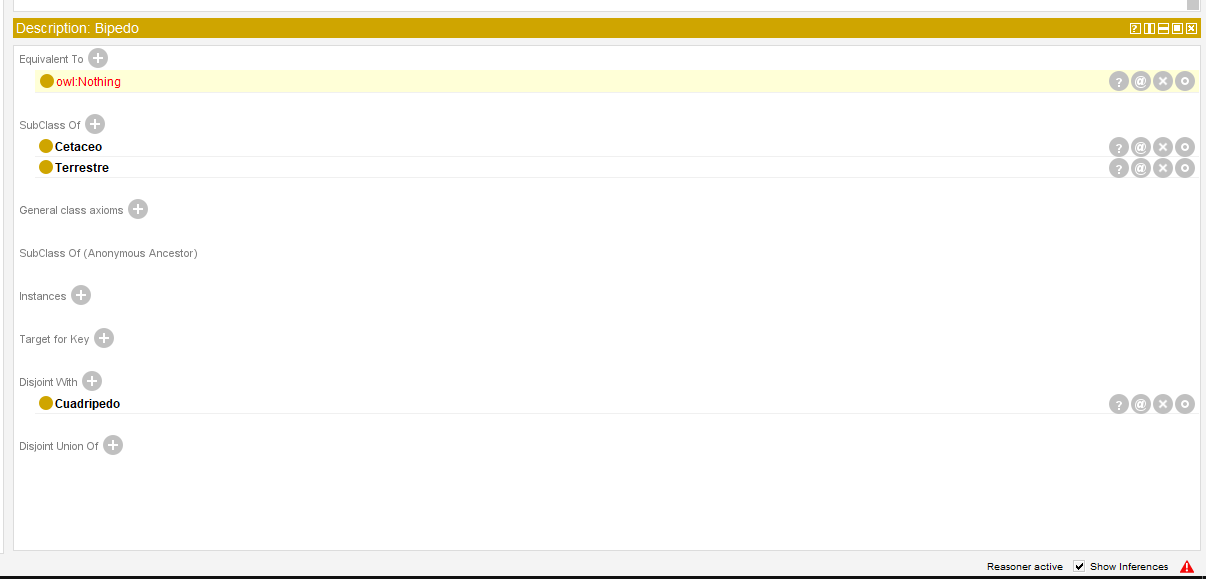 Description: Bipedo
Equivalent To
owl:Nothing
SubClass Of
Cetaceo
Terrestre
General class axioms
SubClass Of (Anonymous Ancestor)
Instances
Target for Key
Disjoint With
Cuadripedo
Disjoint Union Of
Reasoner active Show Inferences